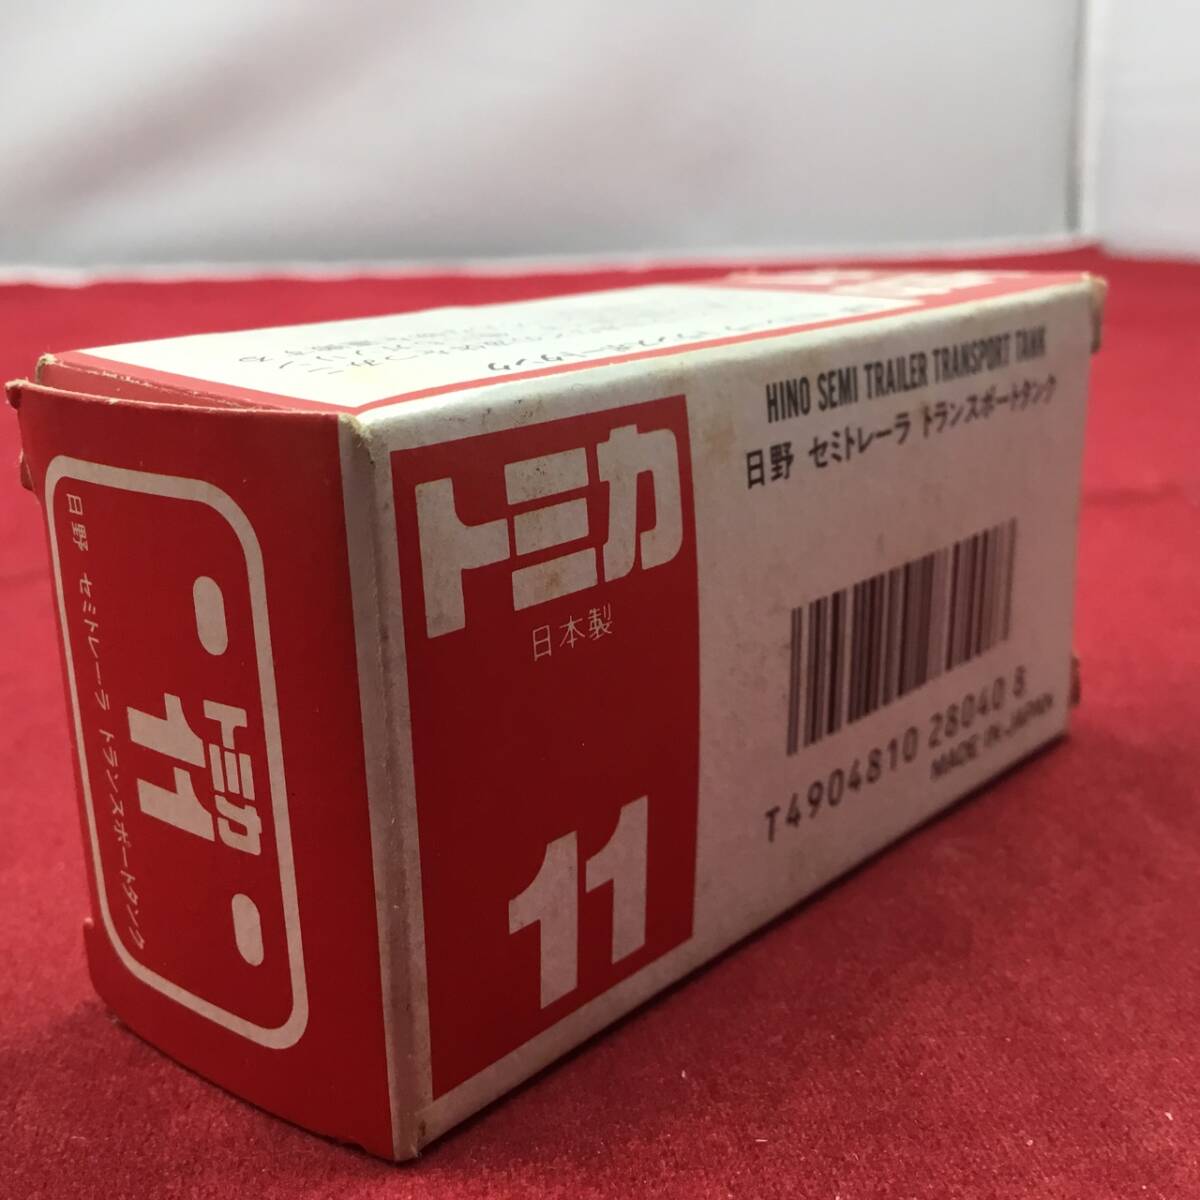 日野 セミトレーラ トランスポートタンク
トミカ
11
トミカ
日本製
11
HINO SEMI TRAILER TRANSPORT TANK
日野 セミトレーラ トランスポートタンク
T4904810 28040 8
MADE IN JAPAN